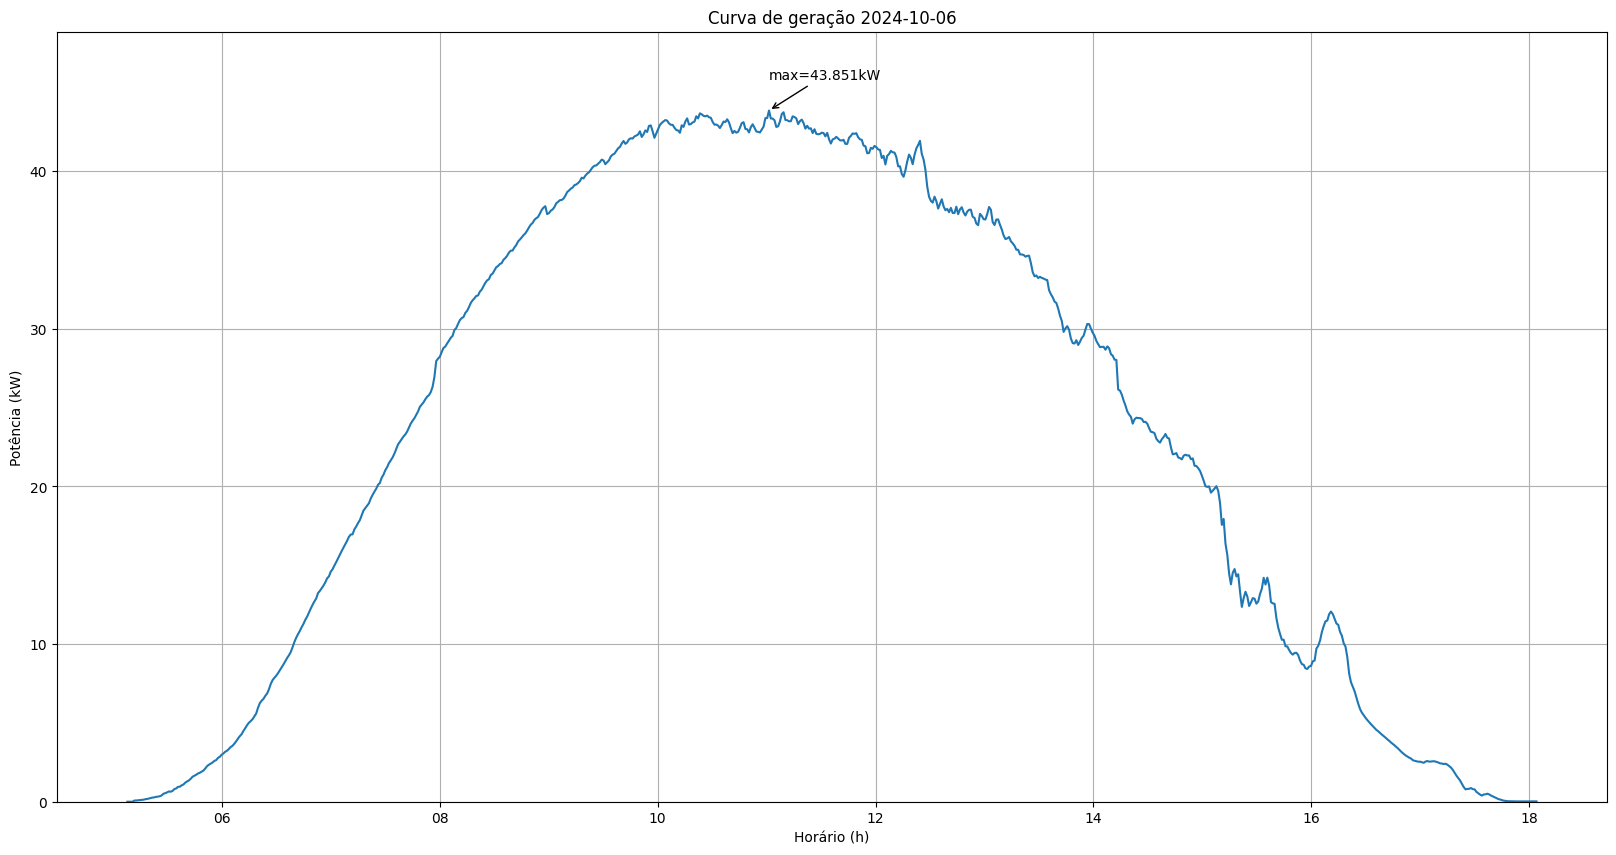 Curva de geração 2024-10-06
max=43.851kW
Potência (kW)
40
30
20
10
0
06 08 10 12 14 16 18
Horário (h)